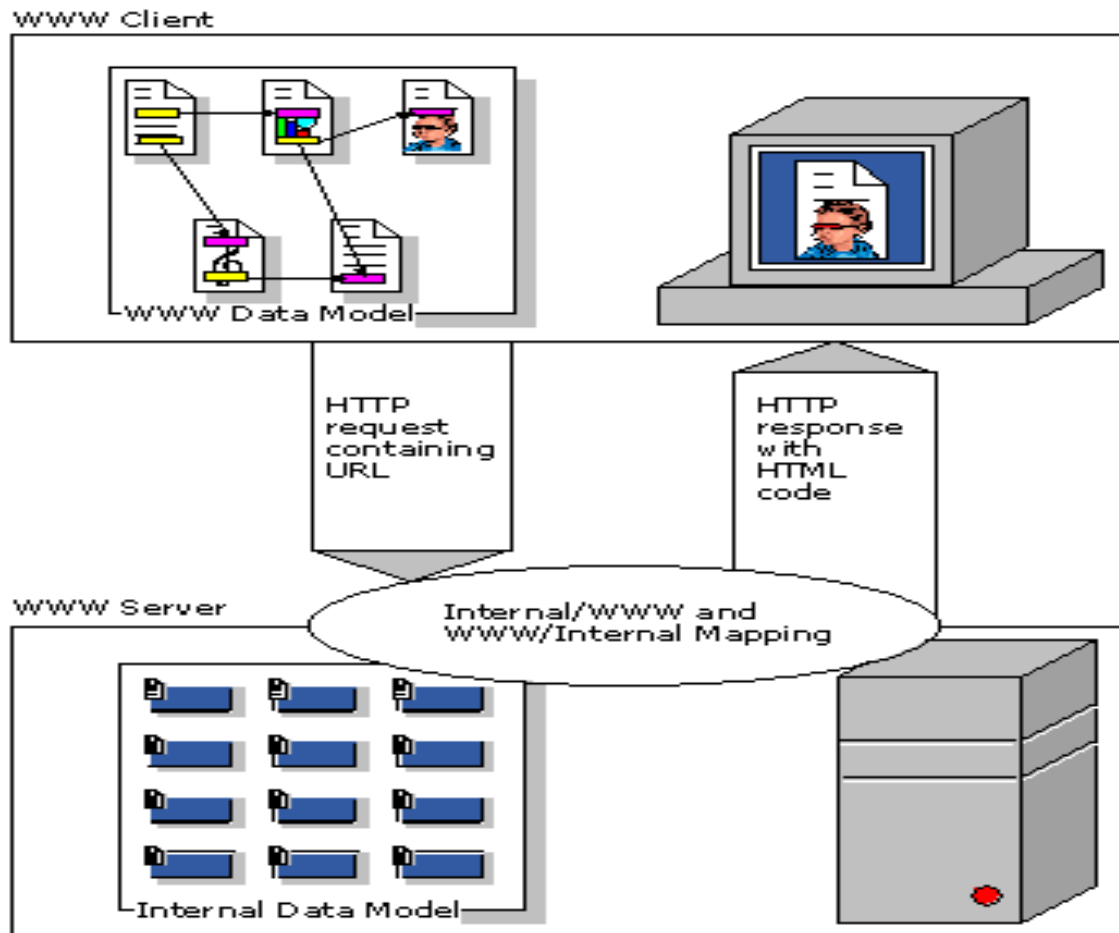 WWW Client
WWW Data Model
HTTP
request
containing
URL
HTTP
response
with
HTML
code
WWW Server
Internal/WWW and
WWW/Internal Mapping
Internal Data Model